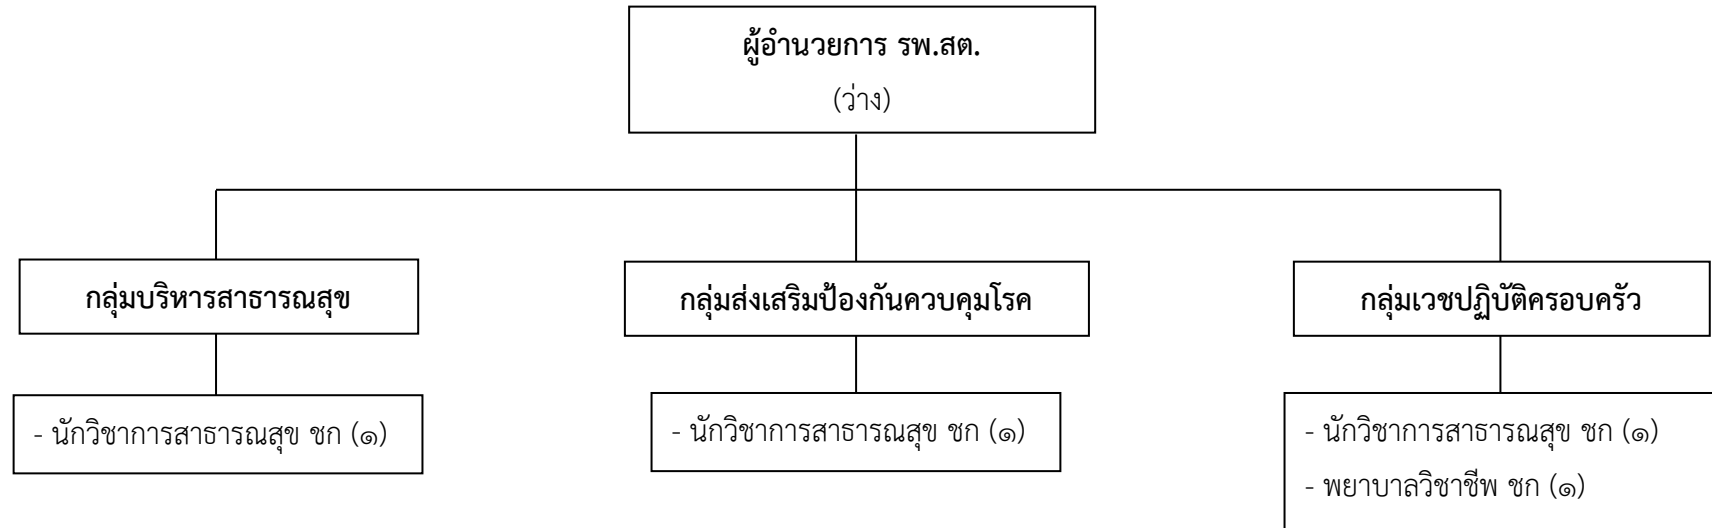 ผู้อำนวยการ รพ.สต.
(ว่าง)
กลุ่มบริหารสาธารณสุข
กลุ่มส่งเสริมป้องกันควบคุมโรค
กลุ่มเวชปฏิบัติครอบครัว
- นักวิชาการสาธารณสุข ชก (๑)
- นักวิชาการสาธารณสุข ชก (๑)
- นักวิชาการสาธารณสุข ชก (๑)
- พยาบาลวิชาชีพ ชก (๑)